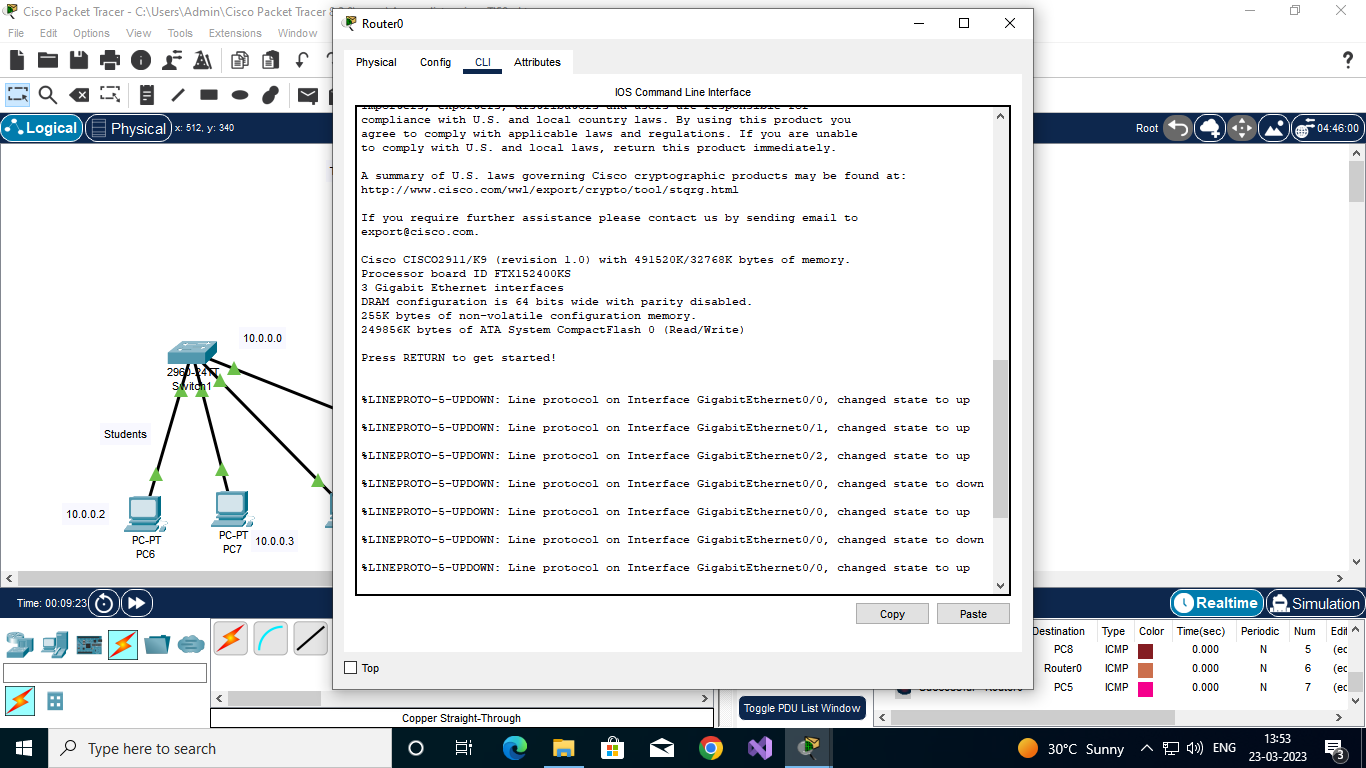 Cisco Packet Tracer - C:\Users\Admin\Cisco Packet Tracer 8
File Edit Options View Tools Extensions Window
Router0
Physical Config CLI Attributes
IOS Command Line Interface
Logical Physical x: 512, y: 340
Root 04:46:00
importers, exporters, distributors and users are responsible for
compliance with U.S. and local country laws. By using this product you
agree to comply with applicable laws and regulations. If you are unable
to comply with U.S. and local laws, return this product immediately.
A summary of U.S. laws governing Cisco cryptographic products may be found at:
http://www.cisco.com/wwl/export/crypto/tool/stqrg.html
If you require further assistance please contact us by sending email to
export@cisco.com.
Cisco CISCO2911/K9 (revision 1.0) with 491520K/32768K bytes of memory.
Processor board ID FTX152400KS
3 Gigabit Ethernet interfaces
DRAM configuration is 64 bits wide with parity disabled.
255K bytes of non-volatile configuration memory.
249856K bytes of ATA System CompactFlash 0 (Read/Write)
Press RETURN to get started!
%LINEPROTO-5-UPDOWN: Line protocol on Interface GigabitEthernet0/0, changed state to up
%LINEPROTO-5-UPDOWN: Line protocol on Interface GigabitEthernet0/1, changed state to up
%LINEPROTO-5-UPDOWN: Line protocol on Interface GigabitEthernet0/2, changed state to up
%LINEPROTO-5-UPDOWN: Line protocol on Interface GigabitEthernet0/0, changed state to down
%LINEPROTO-5-UPDOWN: Line protocol on Interface GigabitEthernet0/0, changed state to up
%LINEPROTO-5-UPDOWN: Line protocol on Interface GigabitEthernet0/0, changed state to down
%LINEPROTO-5-UPDOWN: Line protocol on Interface GigabitEthernet0/0, changed state to up
Copy Paste
Top
10.0.0.0
2960-24TT
Switch1
Students
10.0.0.2
PC-PT
PC6
PC-PT
PC7
10.0.0.3
Time: 00:09:23
Realtime Simulation
Copper Straight-Through
Toggle PDU List Window
Destination Type Color Time(sec) Periodic Num Edit
PC8 ICMP 0.000 N 5 (ed
Router0 ICMP 0.000 N 6 (ed
PC5 ICMP 0.000 N 7 (ed
Type here to search
30°C Sunny
ENG
13:53
23-03-2023
3